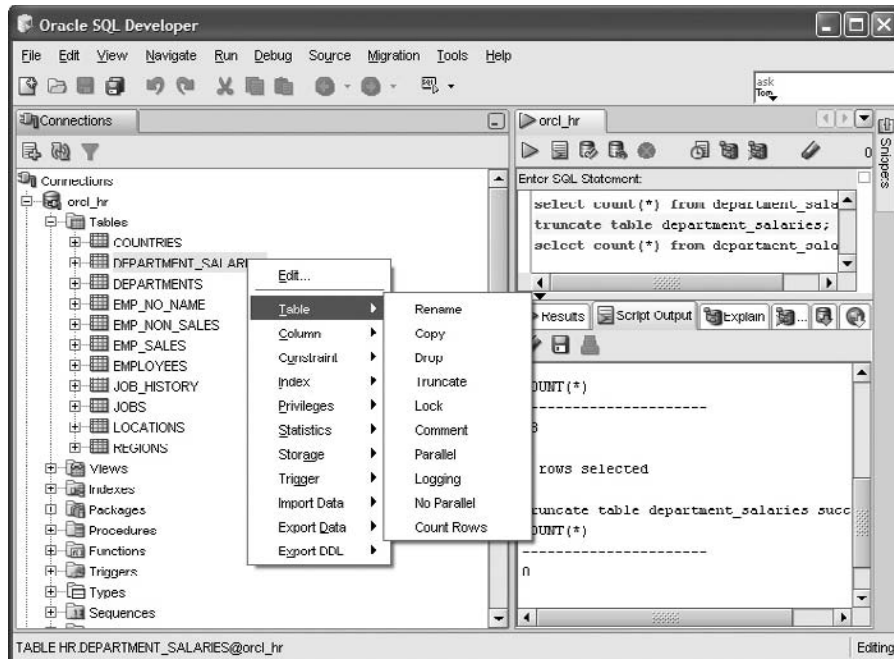 Oracle SQL Developer
File Edit View Navigate Run Debug Source Migration Tools Help
ask
Tom
Connections
Connections
orcl_hr
Tables
COUNTRIES
DEPARTMENT_SALARI
DEPARTMENTS
EMP_NO_NAME
EMP_NON_SALES
EMP_SALES
EMPLOYEES
JOB_HISTORY
JOBS
LOCATIONS
REGIONS
Views
Indexes
Packages
Procedures
Functions
Triggers
Types
Sequences
Edit...
Table
Column
Constraint
Index
Privileges
Statistics
Storage
Trigger
Import Data
Export Data
Export DDL
Rename
Copy
Drop
Truncate
Lock
Comment
Parallel
Logging
No Parallel
Count Rows
orcl_hr
0
Enter SQL Statement:
select count(*) from department_sala
truncate table department_salaries;
select count(*) from department_sala
Results Script Output Explain ...
OUNT(*)
-----------------------
rows selected
runcate table department_salaries succ
OUNT(*)
-----------------------
0
Snippets
TABLE HR.DEPARTMENT_SALARIES@orcl_hr
Editing